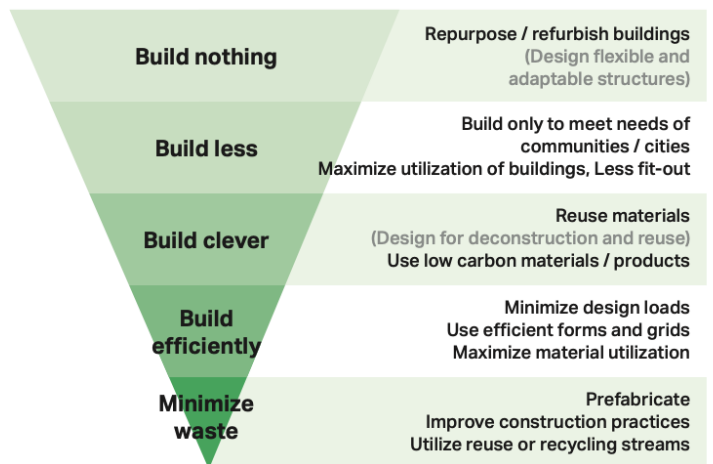 Build nothing
Repurpose / refurbish buildings
(Design flexible and
adaptable structures)
Build less
Build only to meet needs of
communities / cities
Maximize utilization of buildings, Less fit-out
Build clever
Reuse materials
(Design for deconstruction and reuse)
Use low carbon materials / products
Build
efficiently
Minimize design loads
Use efficient forms and grids
Maximize material utilization
Minimize
waste
Prefabricate
Improve construction practices
Utilize reuse or recycling streams